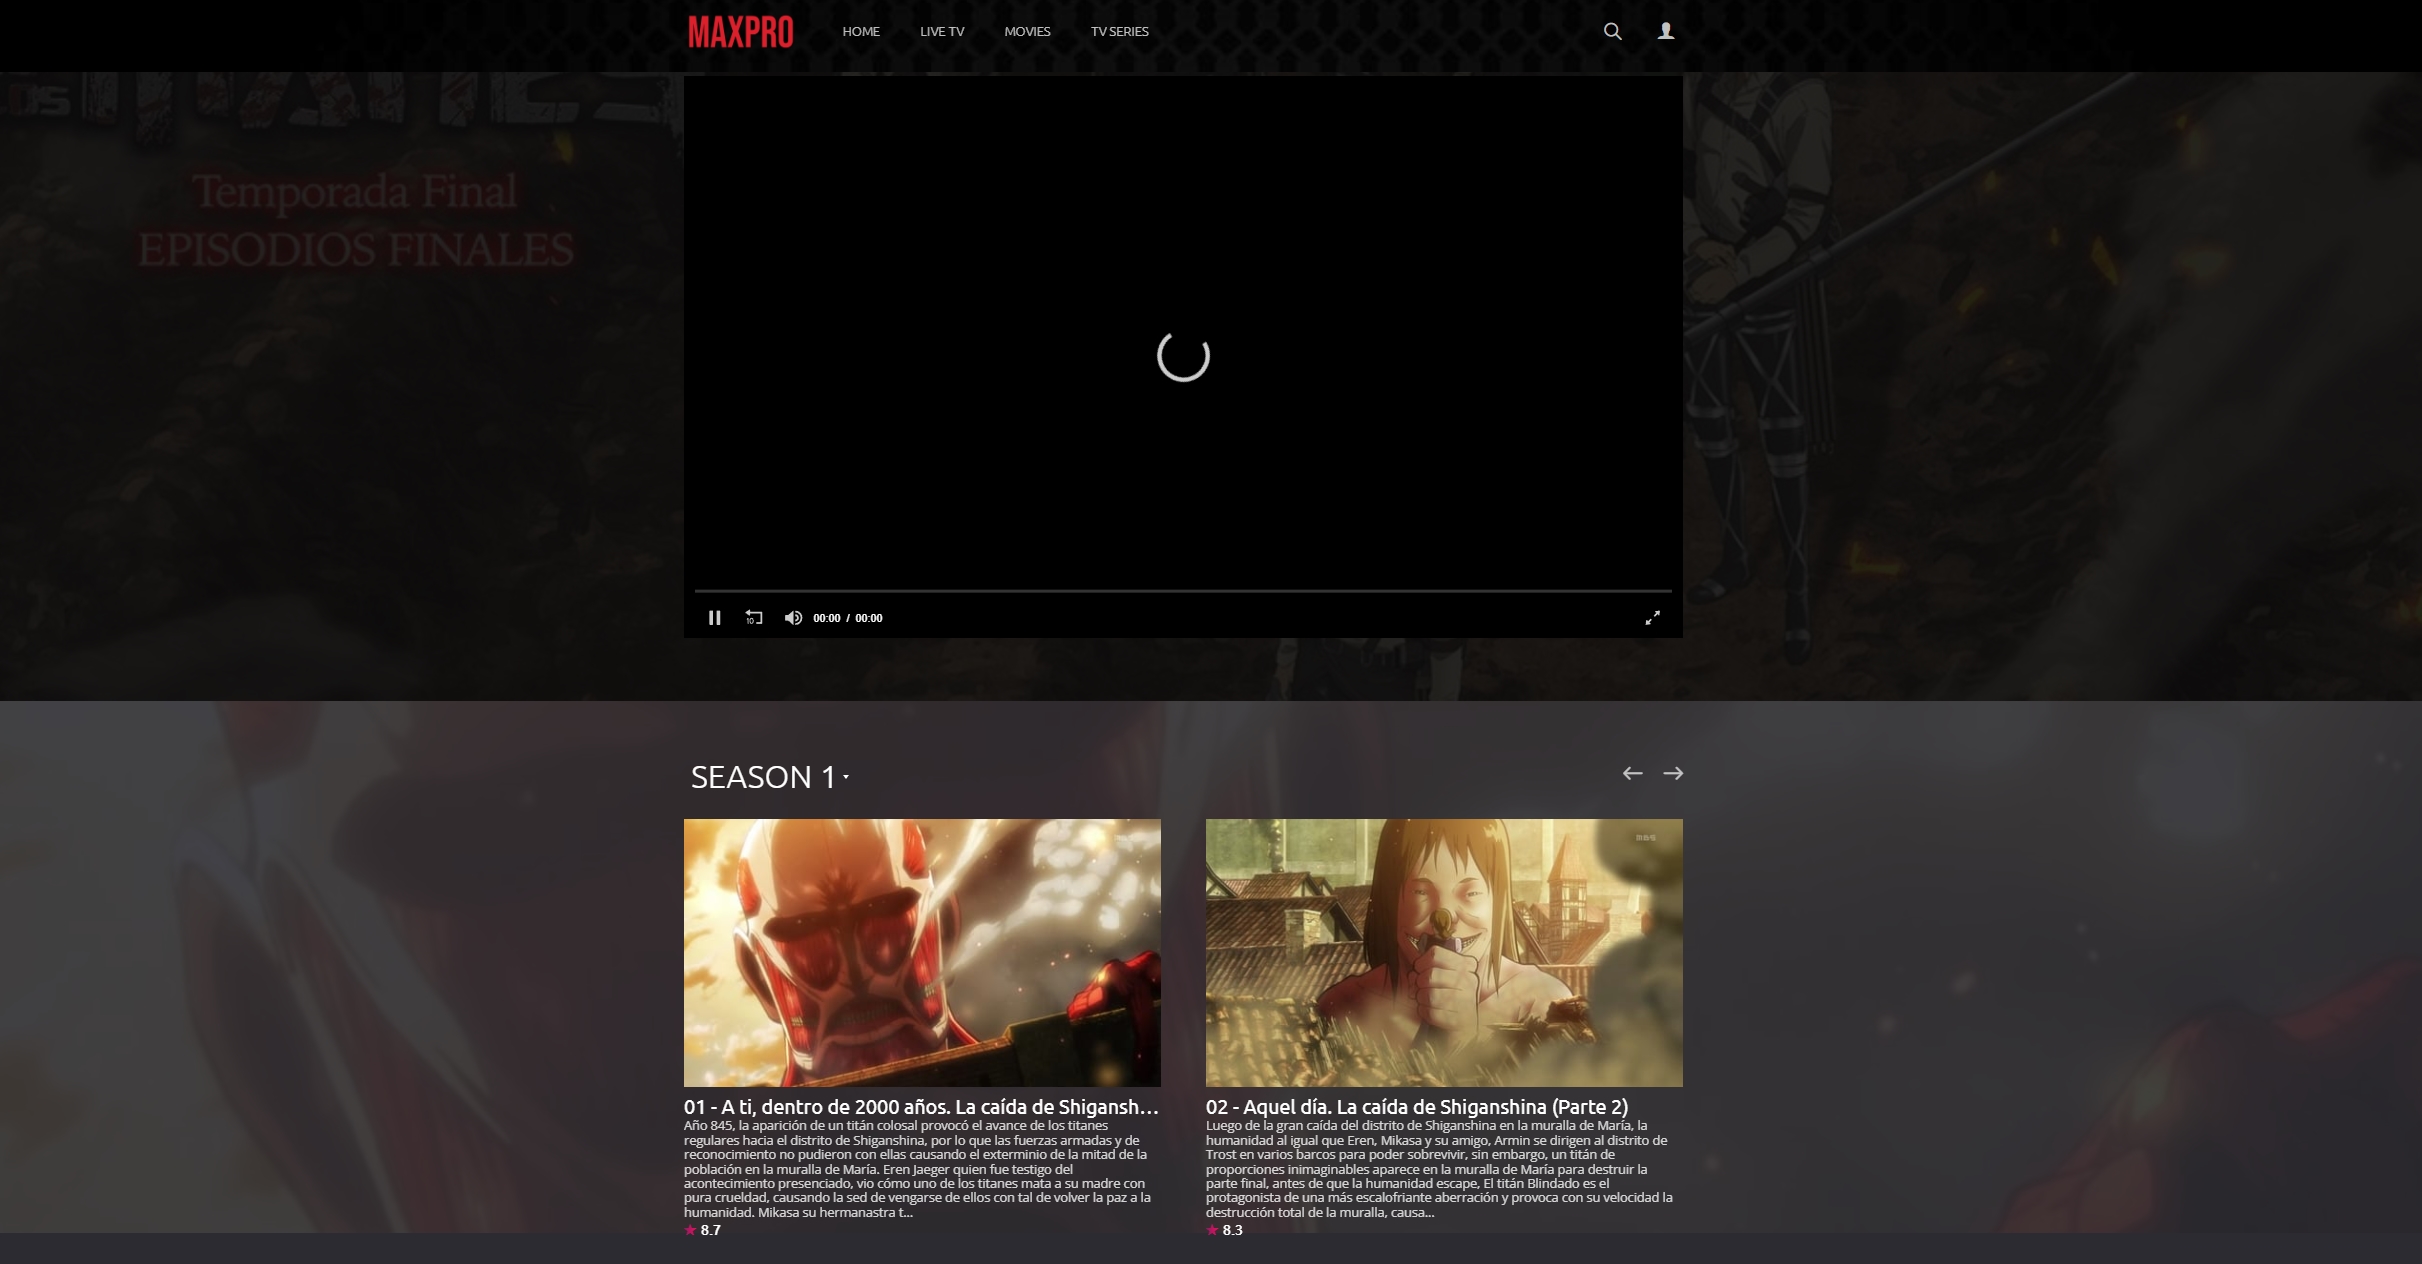 MAXPRO HOME LIVE TV MOVIES TV SERIES
Temporada Final
EPISODIOS FINALES
10 00:00 / 00:00
SEASON 1
01 - A ti, dentro de 2000 años. La caída de Shigansh...
Año 845, la aparición de un titán colosal provocó el avance de los titanes
regulares hacia el distrito de Shiganshina, por lo que las fuerzas armadas y de
reconocimiento no pudieron con ellas causando el exterminio de la mitad de la
población en la muralla de María. Eren Jaeger quien fue testigo del
acontecimiento presenciado, vio cómo uno de los titanes mata a su madre con
pura crueldad, causando la sed de vengarse de ellos con tal de volver la paz a la
humanidad. Mikasa su hermanastra t...
8.7
02 - Aquel día. La caída de Shiganshina (Parte 2)
Luego de la gran caída del distrito de Shiganshina en la muralla de María, la
humanidad al igual que Eren, Mikasa y su amigo, Armin se dirigen al distrito de
Trost en varios barcos para poder sobrevivir, sin embargo, un titán de
proporciones inimaginables aparece en la muralla de María para destruir la
parte final, antes de que la humanidad escape, El titán Blindado es el
protagonista de una más escalofriante aberración y provoca con su velocidad la
destrucción total de la muralla, causa...
8.3